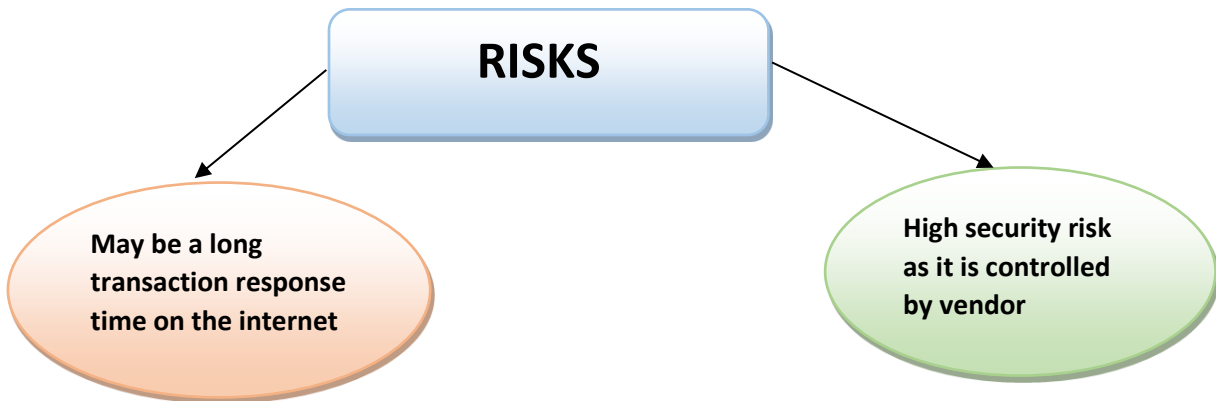 RISKS
May be a long
transaction response
time on the internet
High security risk
as it is controlled
by vendor